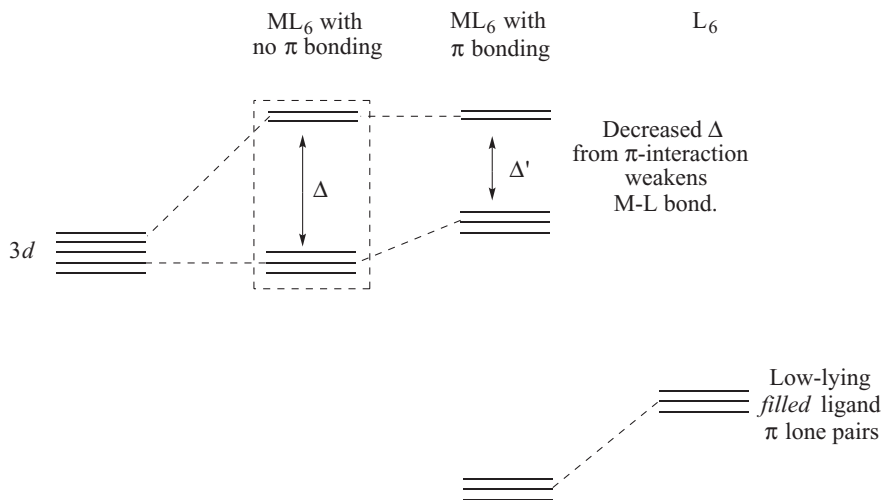 ML6 with
no π bonding
ML6 with
π bonding
L6
Decreased Δ
from π-interaction
weakens
M-L bond.
Δ
Δ'
3d
Low-lying
filled ligand
π lone pairs